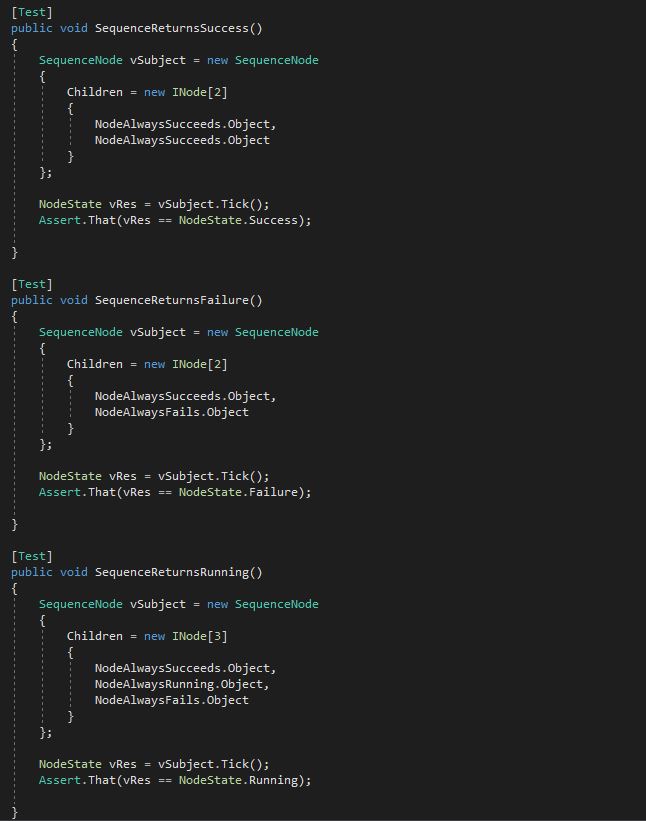 [Test]
public void SequenceReturnsSuccess()
{
    SequenceNode vSubject = new SequenceNode
    {
        Children = new INode[2]
        {
            NodeAlwaysSucceeds.Object,
            NodeAlwaysSucceeds.Object
        }
    };

    NodeState vRes = vSubject.Tick();
    Assert.That(vRes == NodeState.Success);

}

[Test]
public void SequenceReturnsFailure()
{
    SequenceNode vSubject = new SequenceNode
    {
        Children = new INode[2]
        {
            NodeAlwaysSucceeds.Object,
            NodeAlwaysFails.Object
        }
    };

    NodeState vRes = vSubject.Tick();
    Assert.That(vRes == NodeState.Failure);

}

[Test]
public void SequenceReturnsRunning()
{
    SequenceNode vSubject = new SequenceNode
    {
        Children = new INode[3]
        {
            NodeAlwaysSucceeds.Object,
            NodeAlwaysRunning.Object,
            NodeAlwaysFails.Object
        }
    };

    NodeState vRes = vSubject.Tick();
    Assert.That(vRes == NodeState.Running);

}